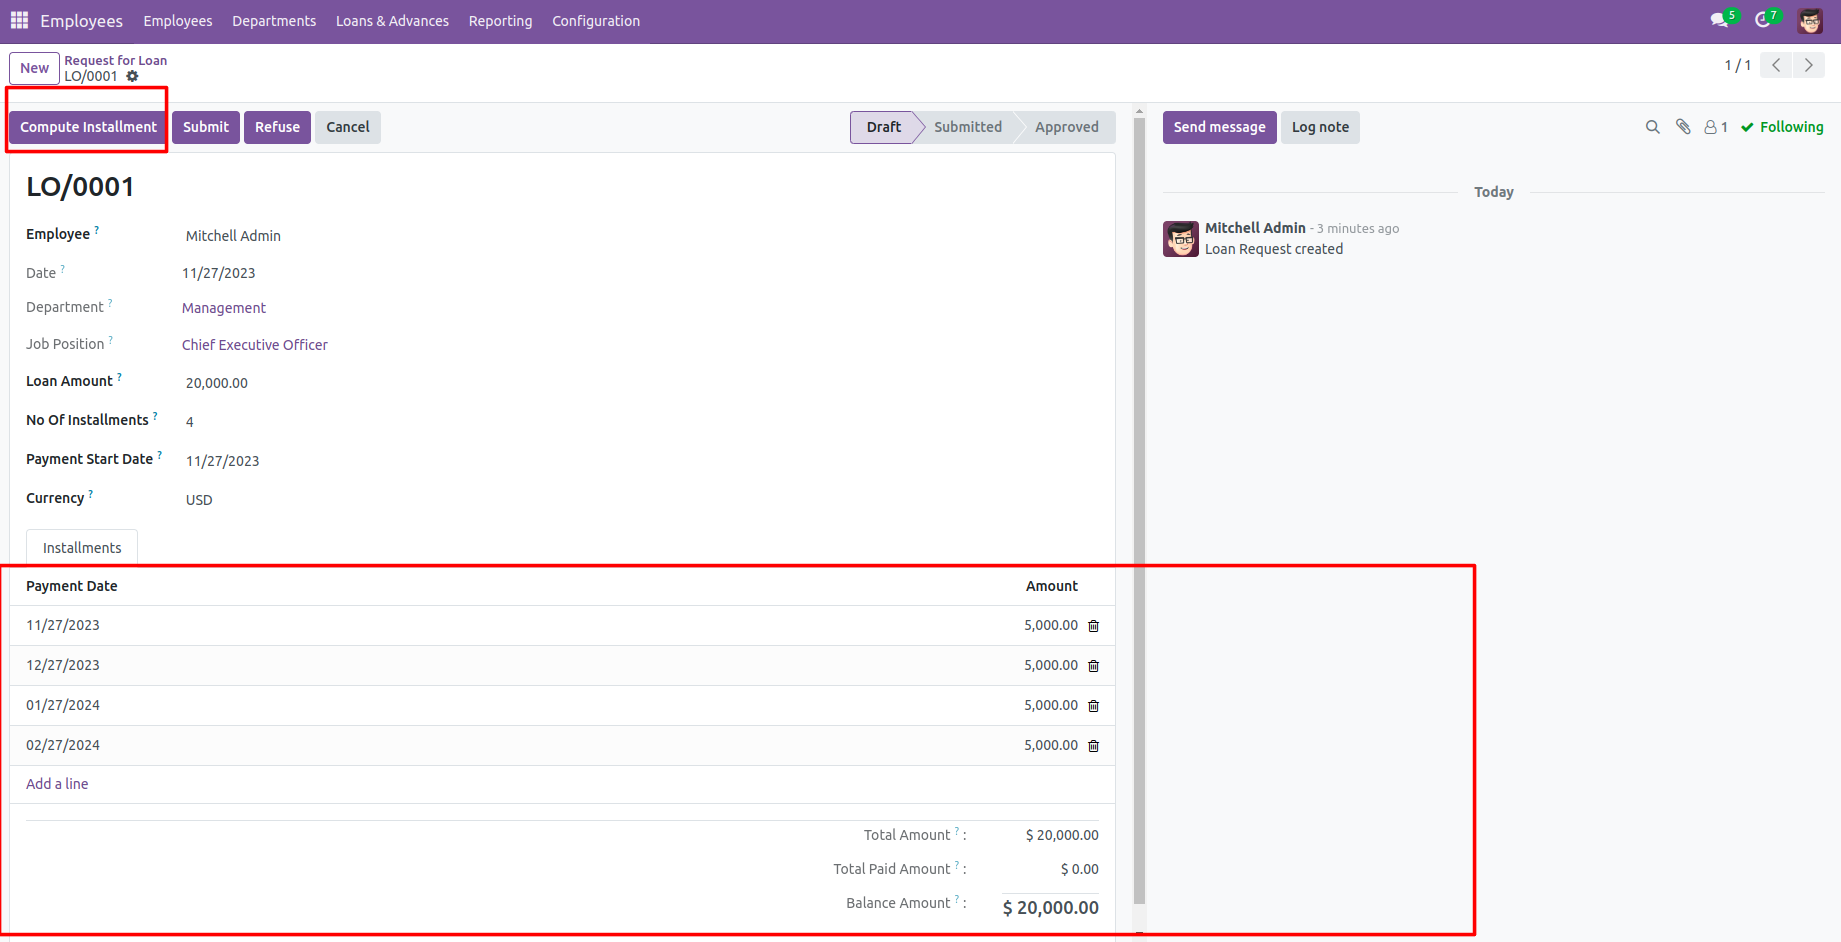 Employees Employees Departments Loans & Advances Reporting Configuration 5 7
New Request for Loan
LO/0001
1 / 1
Compute Installment Submit Refuse Cancel Draft Submitted Approved
Send message Log note 1 Following
LO/0001
Employee ? Mitchell Admin
Date ? 11/27/2023
Department ? Management
Job Position ? Chief Executive Officer
Loan Amount ? 20,000.00
No Of Installments ? 4
Payment Start Date ? 11/27/2023
Currency ? USD
Installments
Payment Date Amount
11/27/2023 5,000.00
12/27/2023 5,000.00
01/27/2024 5,000.00
02/27/2024 5,000.00
Add a line
Total Amount ? : $ 20,000.00
Total Paid Amount ? : $ 0.00
Balance Amount ? : $ 20,000.00
Today
Mitchell Admin - 3 minutes ago
Loan Request created